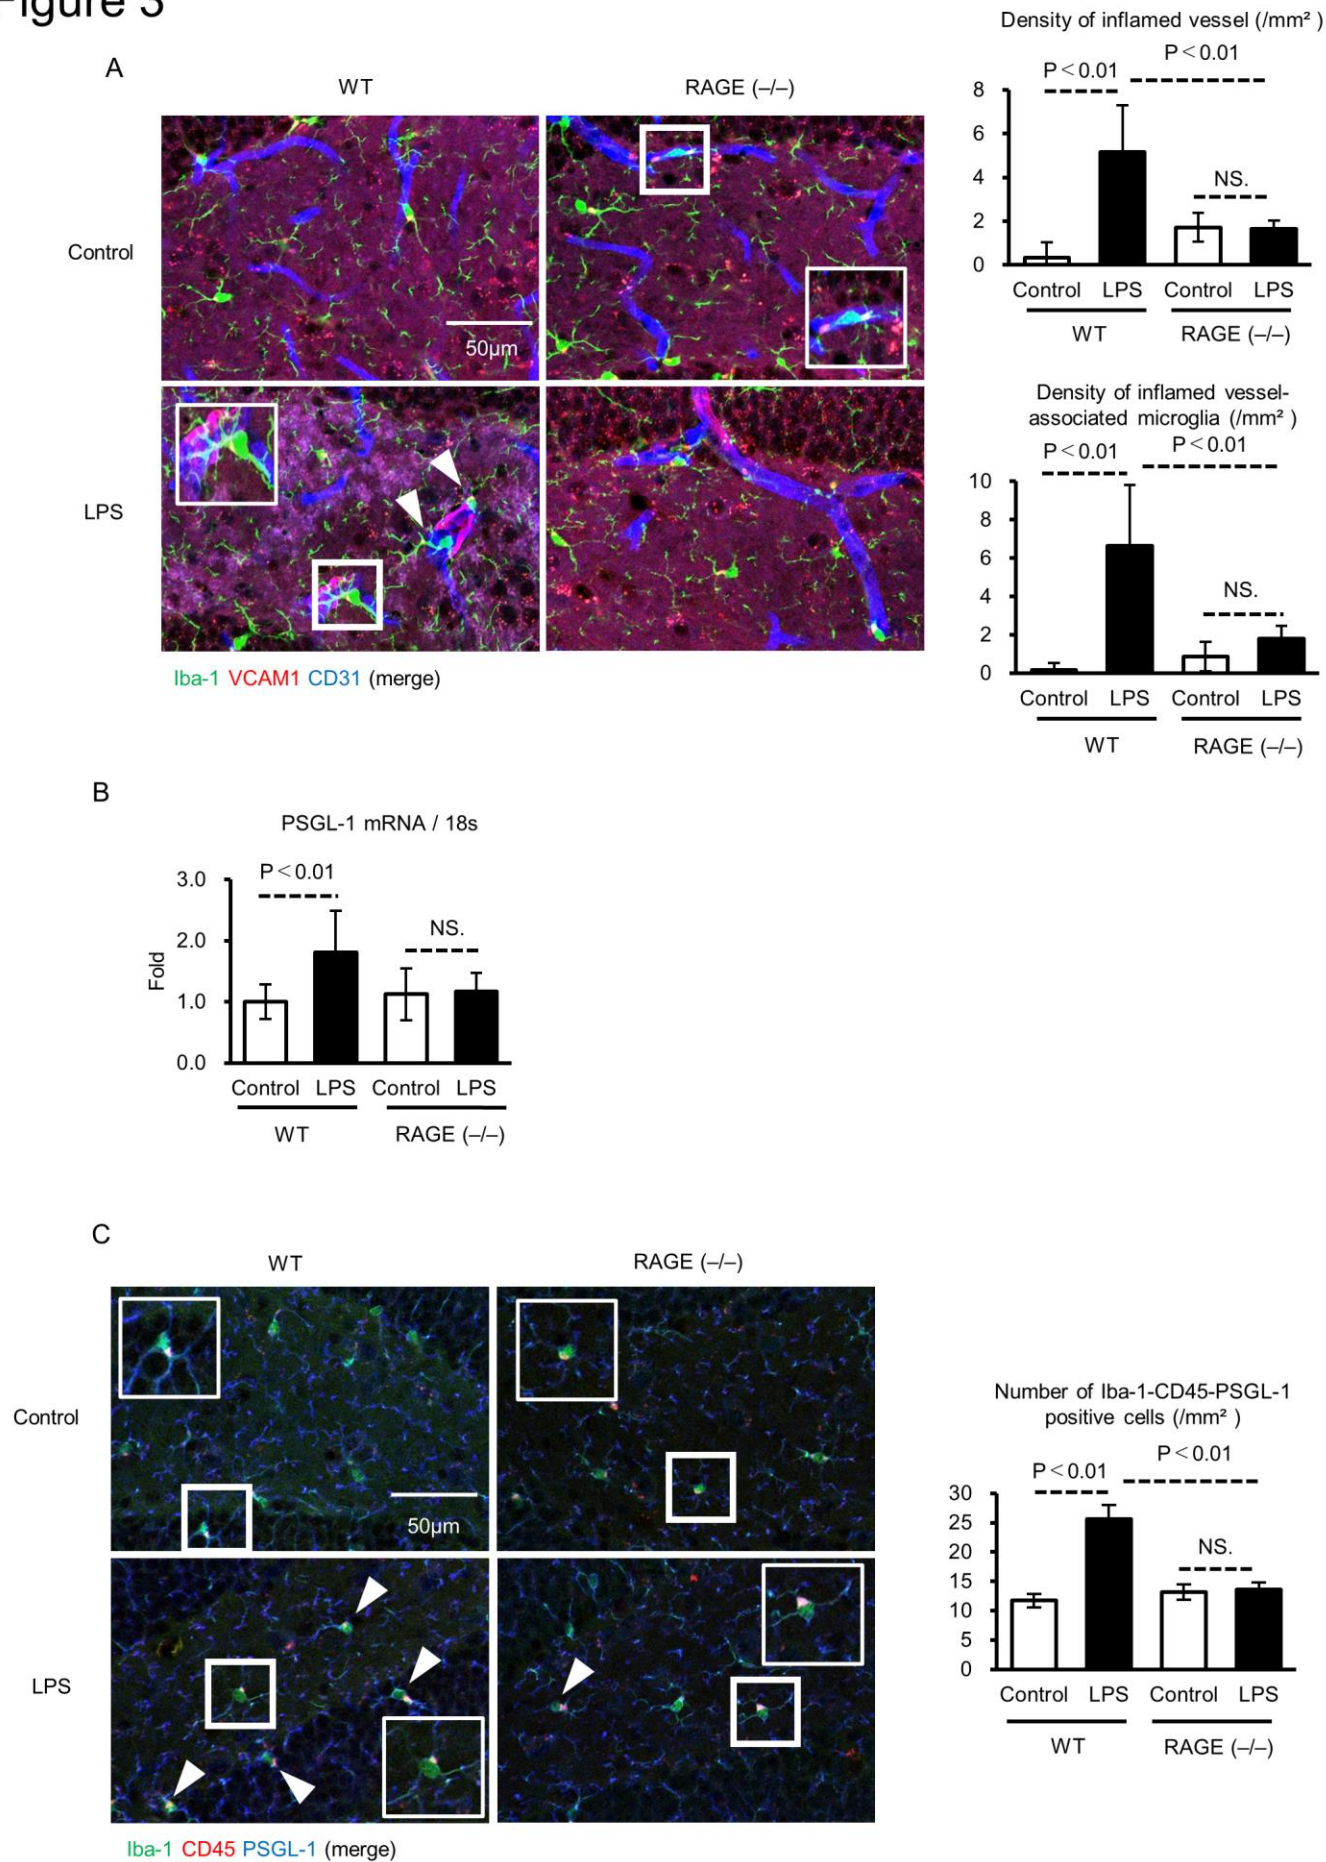 Figure 3
A
WT
RAGE (–/–)
Control
LPS
50μm
Iba-1 VCAM1 CD31 (merge)
Density of inflamed vessel (/mm² )
P<0.01
P<0.01
NS.
8
6
4
2
0
Control LPS Control LPS
WT RAGE (–/–)
Density of inflamed vessel-
associated microglia (/mm² )
P<0.01
P<0.01
NS.
10
8
6
4
2
0
Control LPS Control LPS
WT RAGE (–/–)
B
PSGL-1 mRNA / 18s
P<0.01
NS.
Fold
3.0
2.0
1.0
0.0
Control LPS Control LPS
WT RAGE (–/–)
C
WT
RAGE (–/–)
Control
LPS
50μm
Iba-1 CD45 PSGL-1 (merge)
Number of Iba-1-CD45-PSGL-1
positive cells (/mm² )
P<0.01
P<0.01
NS.
30
25
20
15
10
5
0
Control LPS Control LPS
WT RAGE (–/–)